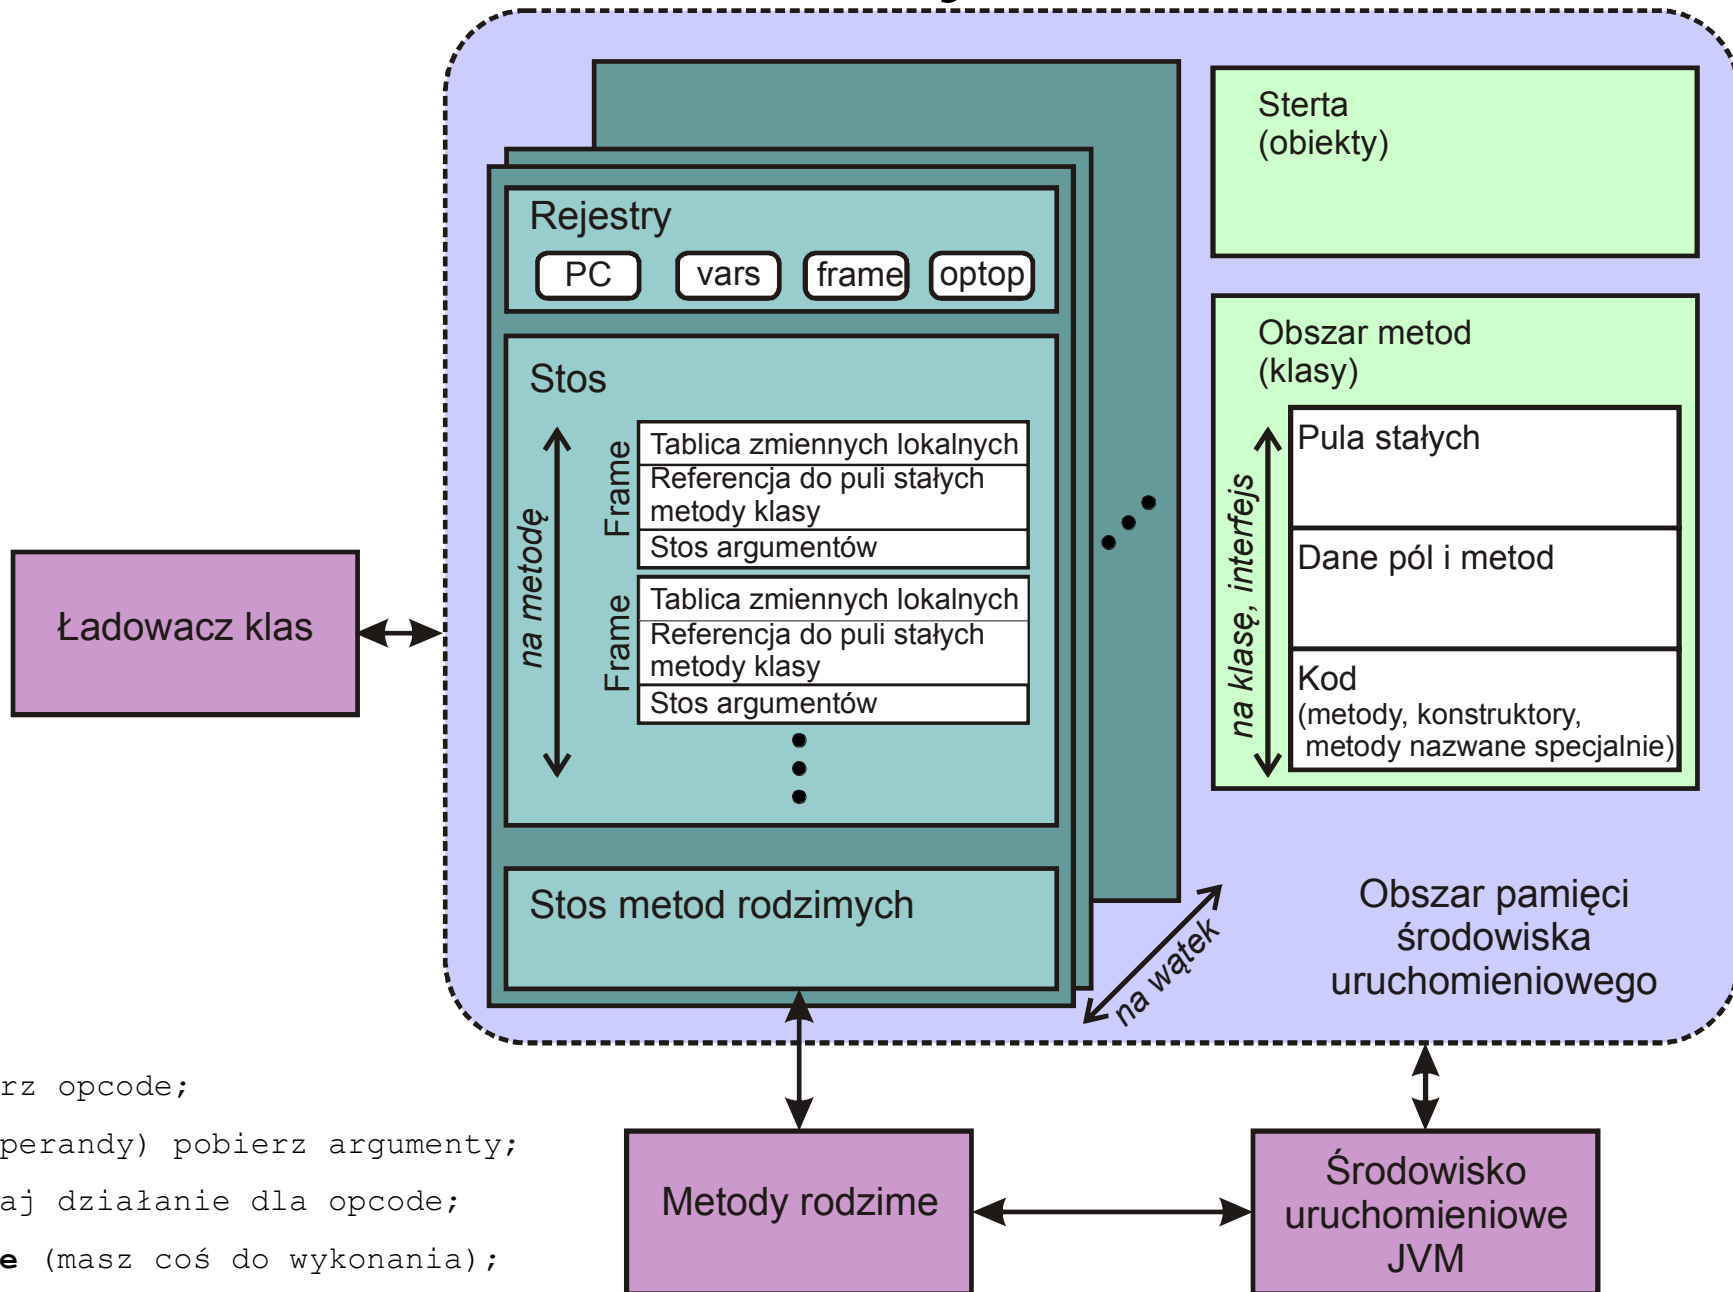 Sterta
(obiekty)
Rejestry
PC
vars
frame
optop
Obszar metod
(klasy)
Stos
na metodę
Frame
Tablica zmiennych lokalnych
Referencja do puli stałych
metody klasy
Stos argumentów
Frame
Tablica zmiennych lokalnych
Referencja do puli stałych
metody klasy
Stos argumentów
na klasę, interfejs
Pula stałych
Dane pól i metod
Kod
(metody, konstruktory,
metody nazwane specjalnie)
Ładowacz klas
Stos metod rodzimych
na wątek
Obszar pamięci
środowiska
uruchomieniowego
rz opcode;
perandy) pobierz argumenty;
aj działanie dla opcode;
e (masz coś do wykonania);
Metody rodzime
Środowisko
uruchomieniowe
JVM